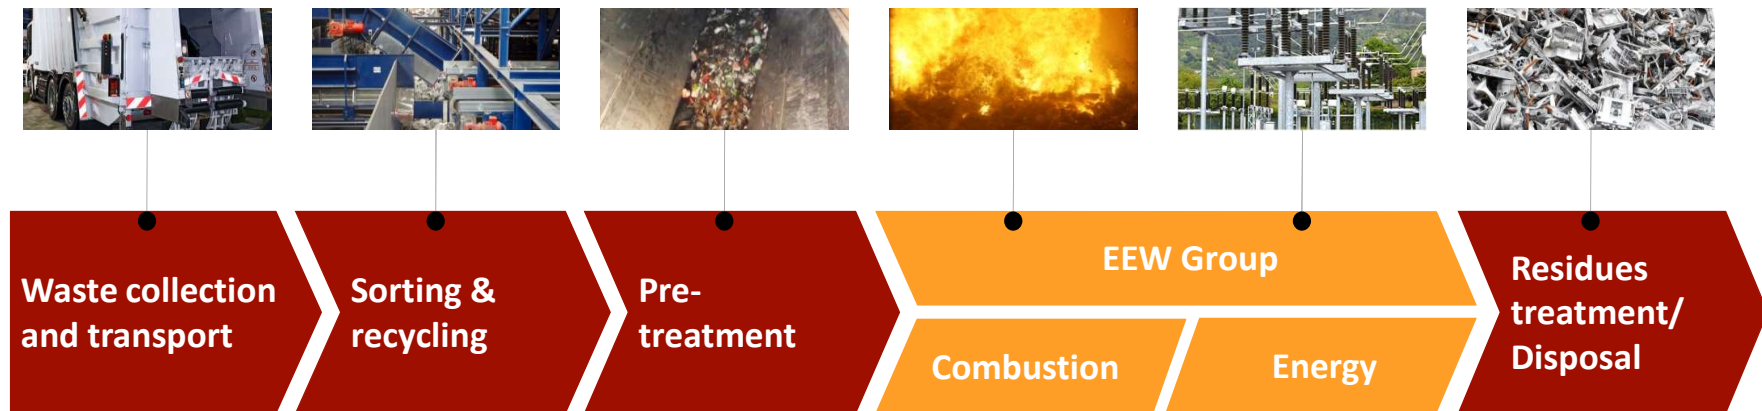 Waste collection
and transport
Sorting &
recycling
Pre-
treatment
EEW Group
Combustion
Energy
Residues
treatment/
Disposal